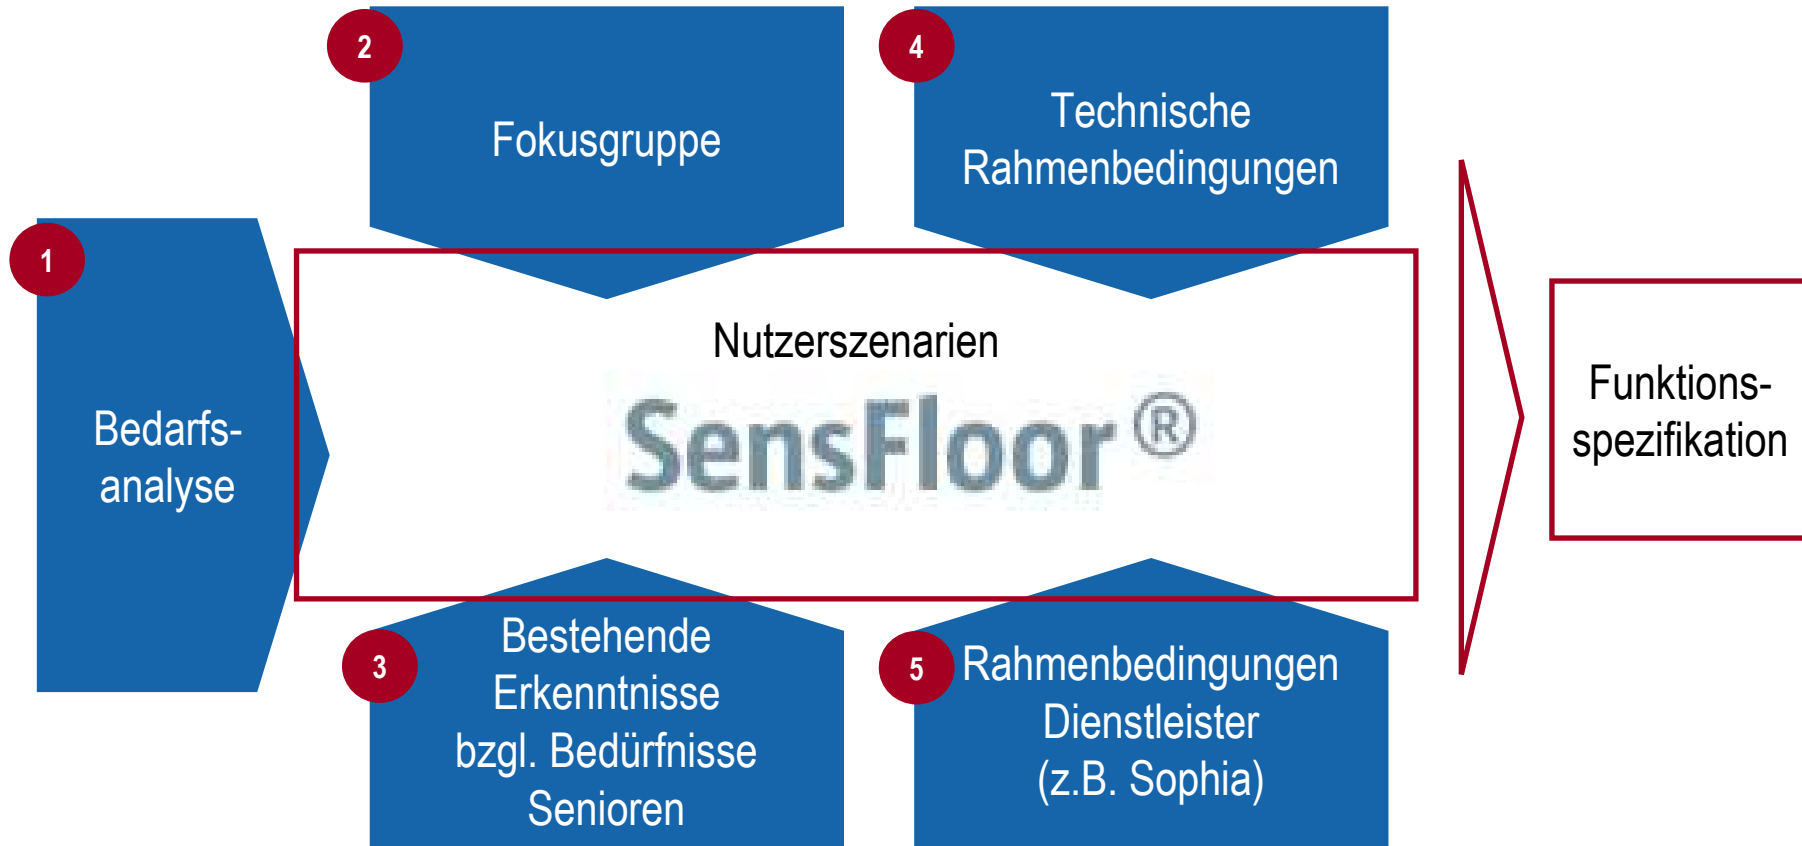 1
Bedarfs-
analyse
2
Fokusgruppe
4
Technische
Rahmenbedingungen
Nutzerszenarien
SensFloor®
3
Bestehende
Erkenntnisse
bzgl. Bedürfnisse
Senioren
5
Rahmenbedingungen
Dienstleister
(z.B. Sophia)
Funktions-
spezifikation